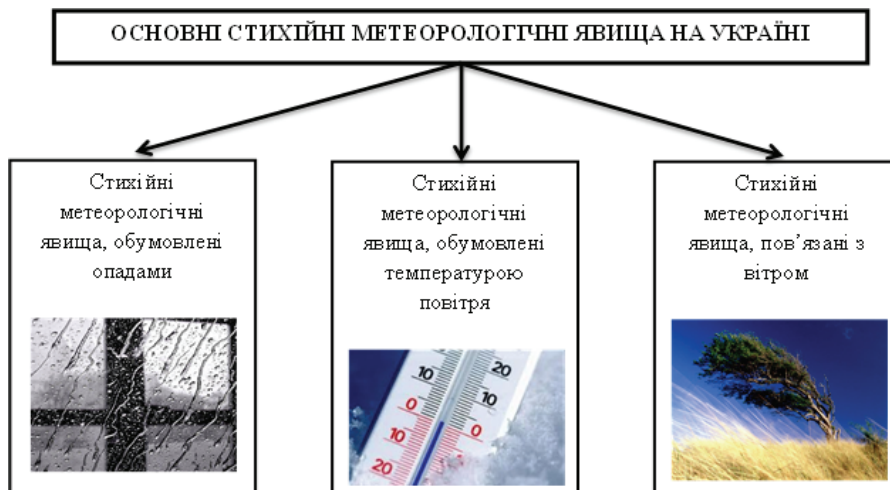 ОСНОВНІ СТИХІЙНІ МЕТЕОРОЛОГІЧНІ ЯВИЩА НА УКРАЇНІ
Стихійні
метеорологічні
явища, обумовлені
опадами
Стихійні
метеорологічні
явища, обумовлені
температурою
повітря
10
0
10
20
20
10
0
Стихійні
метеорологічні
явища, пов’язані з
вітром